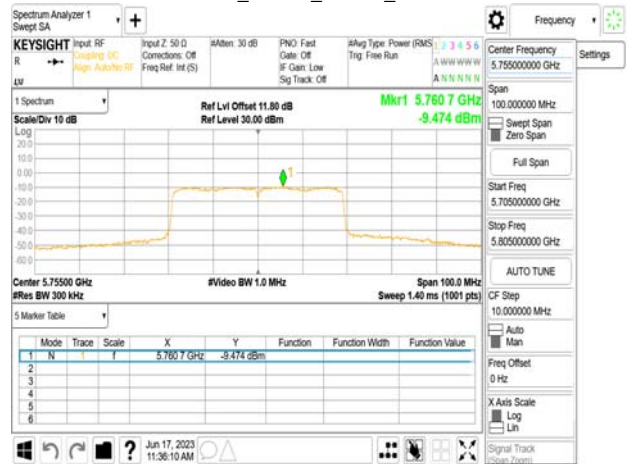 Spectrum Analyzer 1
Swept SA
+
Frequency
KEYSIGHT
R
Input: RF
Coupling: DC
Align: Auto/No RF
Input Z: 50 Ω
Corrections: Off
Freq Ref: Int (S)
#Atten: 30 dB
PNO: Fast
Gate: Off
IF Gain: Low
Sig Track: Off
#Avg Type: Power (RMS
Trig: Free Run
1 2 3 4 5 6
A W W W W W
A N N N N N
Center Frequency
5.755000000 GHz
Settings
1 Spectrum
Scale/Div 10 dB
Ref Lvl Offset 11.80 dB
Ref Level 30.00 dBm
Mkr1 5.760 7 GHz
-9.474 dBm
Log
20.0
10.0
0.00
-10.0
-20.0
-30.0
-40.0
-50.0
-60.0
1
Center 5.75500 GHz
#Res BW 300 kHz
#Video BW 1.0 MHz
Span 100.0 MHz
Sweep 1.40 ms (1001 pts)
Span
100.000000 MHz
Swept Span
Zero Span
Full Span
Start Freq
5.705000000 GHz
Stop Freq
5.805000000 GHz
AUTO TUNE
CF Step
10.000000 MHz
Auto
Man
Freq Offset
0 Hz
X Axis Scale
Log
Lin
Signal Track
(Span Zoom)
5 Marker Table
Mode Trace Scale X Y Function Function Width Function Value
1 N 1 f 5.760 7 GHz -9.474 dBm
2
3
4
5
6
?
Jun 17, 2023
11:36:10 AM